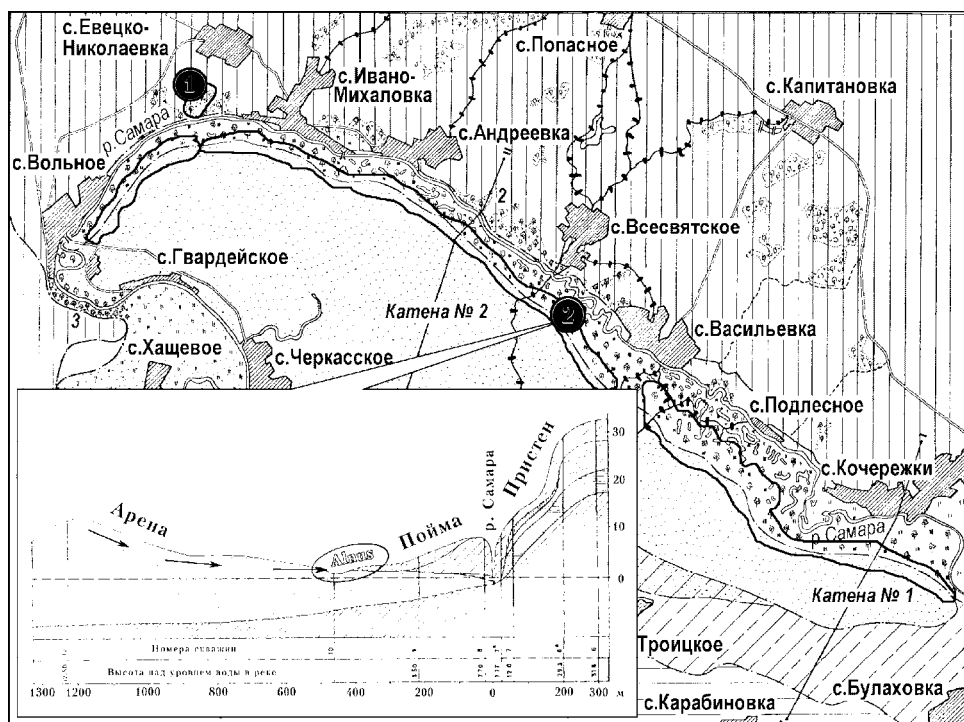 с.Евецко-
Николаевка
1
с.Ивано-
Михаловка
с.Попасное
с.Капитановка
р.Самара
с.Андреевка
с.Вольное
2
с.Всесвятское
с.Гвардейское
Катена № 2
2
3
с.Васильевка
с.Хащевое
с.Черкасское
с.Подлесное
с.Кочережки
р.Самара
Катена № 1
Троицкое
с.Карабиновка
с.Булаховка
Арена
Alnus
Пойма
р. Самара
Пристен
30
20
10
0
Номера скважин
10
Высота над уровнем воды в реке
1300 1000 800 600 400 200 0 200 300 м